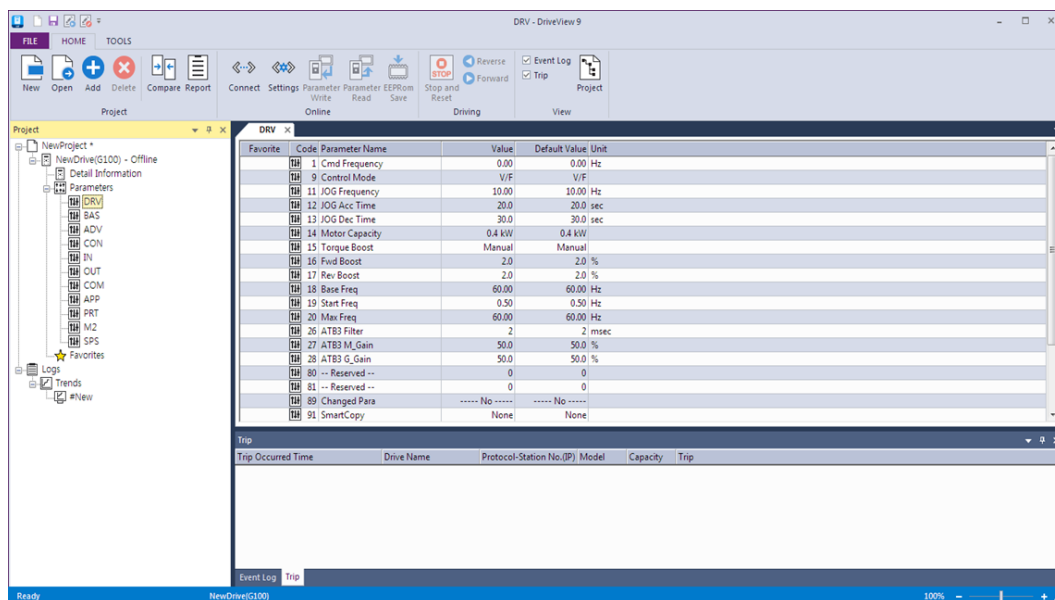 DRV - DriveView 9
FILE HOME TOOLS
New Open Add Delete Compare Report Connect Settings Parameter Write Parameter Read EEPRom Save Stop and Reset Reverse Forward Event Log Trip Project
STOP
Project Online Driving View
Project
NewProject *
NewDrive(G100) - Offline
Detail Information
Parameters
DRV
BAS
ADV
CON
IN
OUT
COM
APP
PRT
M2
SPS
Favorites
Logs
Trends
#New
DRV
Favorite Code Parameter Name Value Default Value Unit
1 Cmd Frequency 0.00 0.00 Hz
9 Control Mode V/F V/F
11 JOG Frequency 10.00 10.00 Hz
12 JOG Acc Time 20.0 20.0 sec
13 JOG Dec Time 30.0 30.0 sec
14 Motor Capacity 0.4 kW 0.4 kW
15 Torque Boost Manual Manual
16 Fwd Boost 2.0 2.0 %
17 Rev Boost 2.0 2.0 %
18 Base Freq 60.00 60.00 Hz
19 Start Freq 0.50 0.50 Hz
20 Max Freq 60.00 60.00 Hz
26 ATB3 Filter 2 2 msec
27 ATB3 M_Gain 50.0 50.0 %
28 ATB3 G_Gain 50.0 50.0 %
80 -- Reserved -- 0 0
81 -- Reserved -- 0 0
89 Changed Para ----- No ----- ----- No -----
91 SmartCopy None None
Trip
Trip Occurred Time Drive Name Protocol-Station No.(IP) Model Capacity Trip
Event Log Trip
Ready NewDrive(G100) 100%